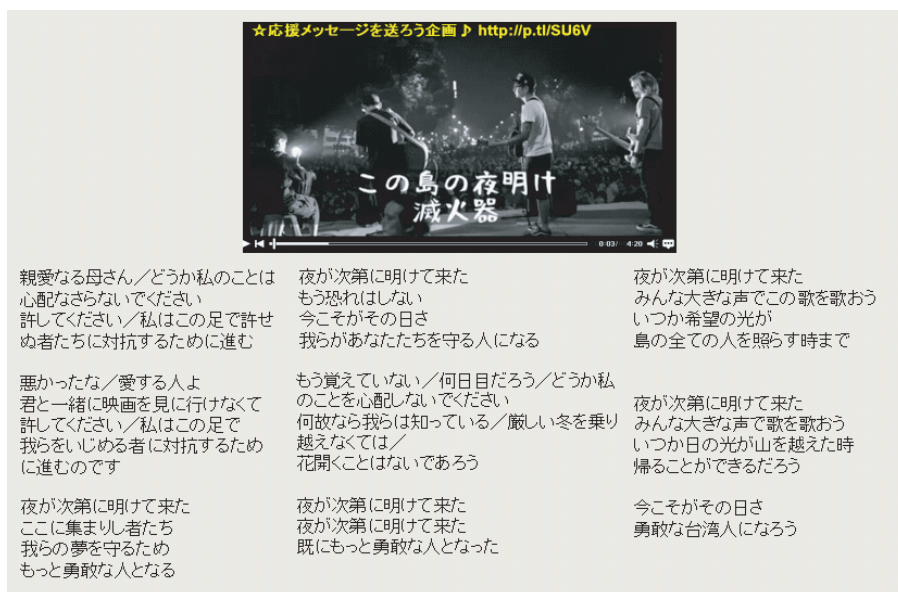 ☆応援メッセージを送ろう企画♪ http://p.tl/SU6V
この島の夜明け
滅火器
0:03/ 4:20
親愛なる母さん／どうか私のことは
心配なさらないでください
許してください／私はこの足で許せ
ぬ者たちに対抗するために進む
悪かったな／愛する人よ
君と一緒に映画を見に行けなくて
許してください／私はこの足で
我らをいじめる者に対抗するため
に進むのです
夜が次第に明けて来た
ここに集まりし者たち
我らの夢を守るため
もっと勇敢な人となる
夜が次第に明けて来た
もう恐れはしない
今こそがその日さ
我らがあなたたちを守る人になる
もう覚えていない／何日目だろう／どうか私
のことを心配しないでください
何故なら我らは知っている／厳しい冬を乗り
越えなくては／
花開くことはないであろう
夜が次第に明けて来た
夜が次第に明けて来た
既にもっと勇敢な人となった
夜が次第に明けて来た
みんな大きな声でこの歌を歌おう
いつか希望の光が
島の全ての人を照らす時まで
夜が次第に明けて来た
みんな大きな声で歌を歌おう
いつか日の光が山を越えた時
帰ることができるだろう
今こそがその日さ
勇敢な台湾人になろう